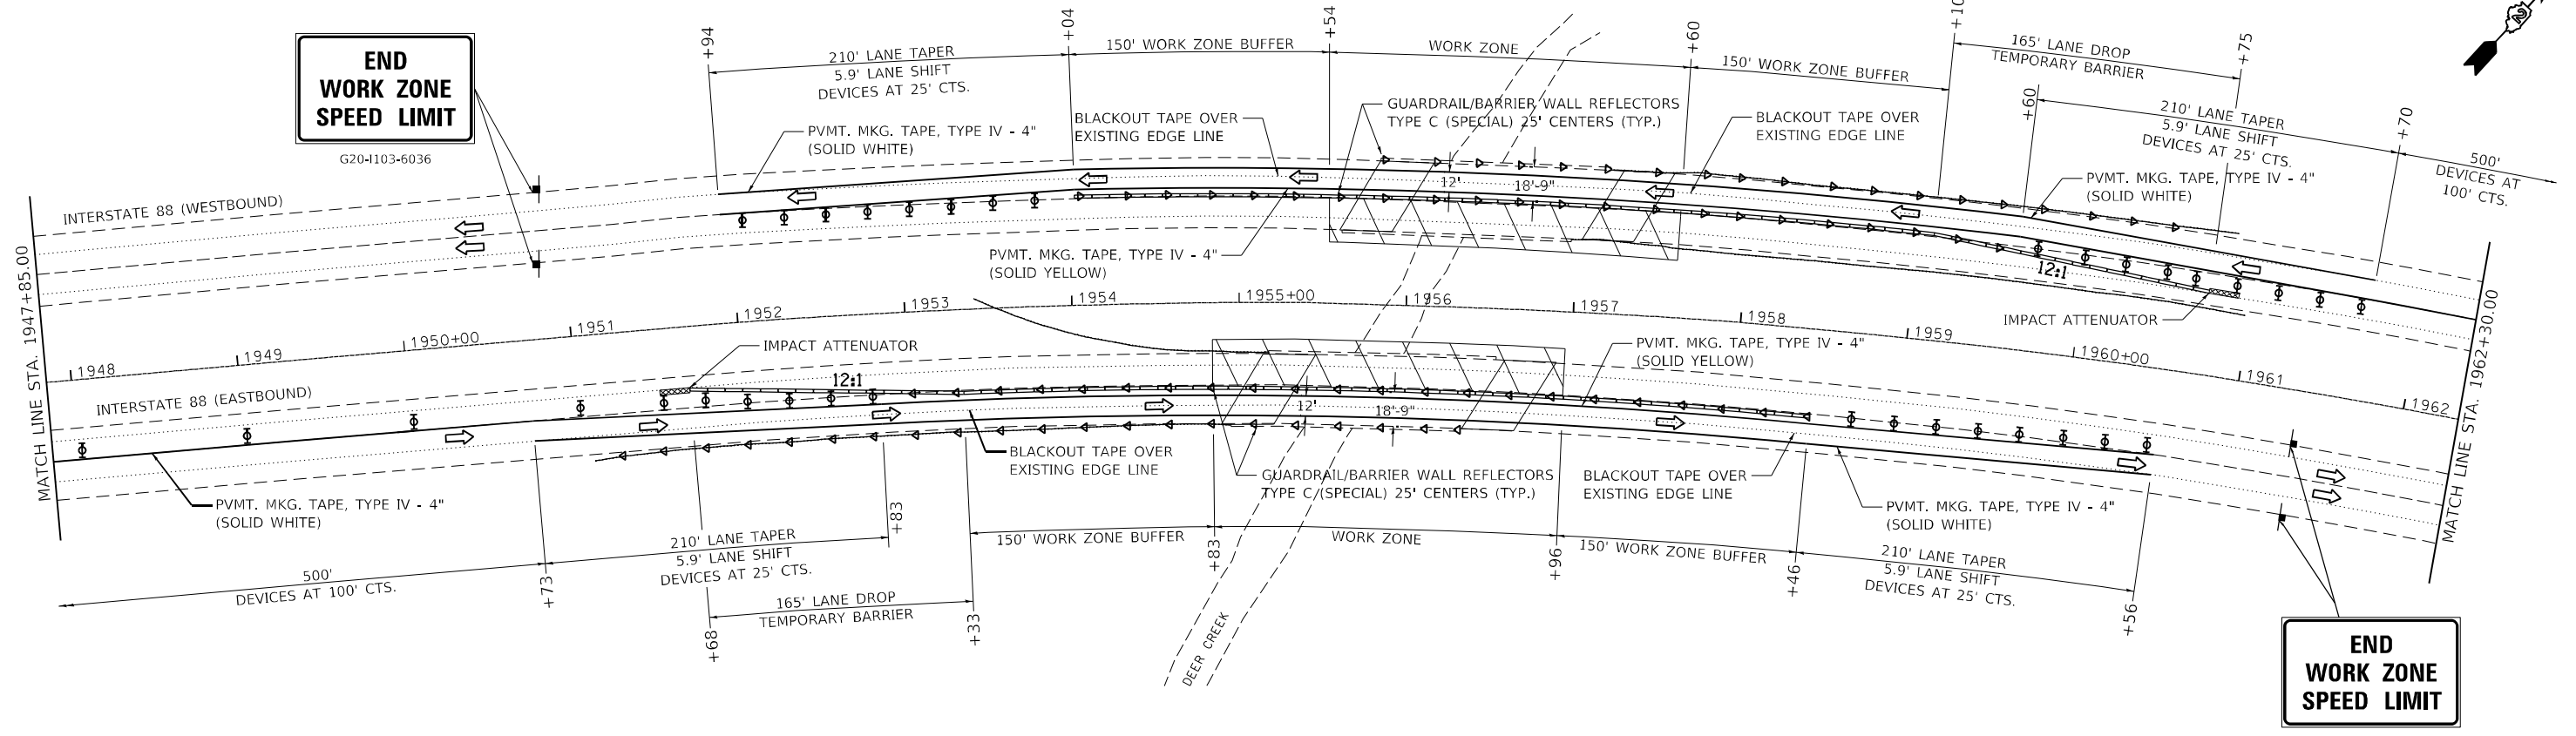 END
WORK ZONE
SPEED LIMIT
G20-I103-6036
+94
210' LANE TAPER
5.9' LANE SHIFT
DEVICES AT 25' CTS.
+04
150' WORK ZONE BUFFER
+54
WORK ZONE
+60
150' WORK ZONE BUFFER
+10
165' LANE DROP
TEMPORARY BARRIER
+75
+60
210' LANE TAPER
5.9' LANE SHIFT
DEVICES AT 25' CTS.
+70
500'
DEVICES AT
100' CTS.
PVMT. MKG. TAPE, TYPE IV - 4"
(SOLID WHITE)
BLACKOUT TAPE OVER
EXISTING EDGE LINE
GUARDRAIL/BARRIER WALL REFLECTORS
TYPE C (SPECIAL) 25' CENTERS (TYP.)
BLACKOUT TAPE OVER
EXISTING EDGE LINE
PVMT. MKG. TAPE, TYPE IV - 4"
(SOLID WHITE)
INTERSTATE 88 (WESTBOUND)
12'
18'-9"
PVMT. MKG. TAPE, TYPE IV - 4"
(SOLID YELLOW)
12:1
IMPACT ATTENUATOR
MATCH LINE STA. 1947+85.00
1948
1949
1950+00
1951
1952
1953
1954
1955+00
1956
1957
1958
1959
1960+00
1961
1962
MATCH LINE STA. 1962+30.00
IMPACT ATTENUATOR
12:1
PVMT. MKG. TAPE, TYPE IV - 4"
(SOLID YELLOW)
INTERSTATE 88 (EASTBOUND)
12'
18'-9"
PVMT. MKG. TAPE, TYPE IV - 4"
(SOLID WHITE)
BLACKOUT TAPE OVER
EXISTING EDGE LINE
GUARDRAIL/BARRIER WALL REFLECTORS
TYPE C (SPECIAL) 25' CENTERS (TYP.)
BLACKOUT TAPE OVER
EXISTING EDGE LINE
PVMT. MKG. TAPE, TYPE IV - 4"
(SOLID WHITE)
500'
DEVICES AT 100' CTS.
+73
210' LANE TAPER
5.9' LANE SHIFT
DEVICES AT 25' CTS.
+83
+68
165' LANE DROP
TEMPORARY BARRIER
+33
150' WORK ZONE BUFFER
+83
WORK ZONE
+96
150' WORK ZONE BUFFER
+46
210' LANE TAPER
5.9' LANE SHIFT
DEVICES AT 25' CTS.
+56
DEER CREEK
END
WORK ZONE
SPEED LIMIT